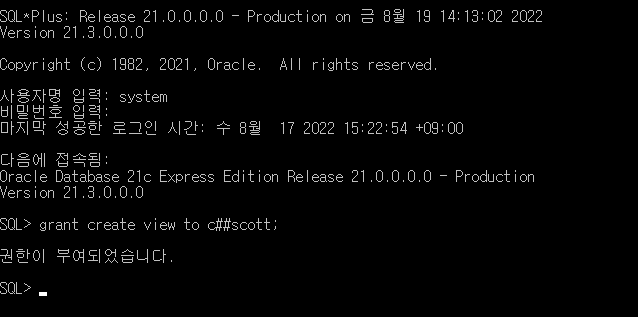 SQL*Plus: Release 21.0.0.0.0 - Production on 금 8월 19 14:13:02 2022
Version 21.3.0.0.0
Copyright (c) 1982, 2021, Oracle.  All rights reserved.
사용자명 입력: system
비밀번호 입력:
마지막 성공한 로그인 시간: 수 8월  17 2022 15:22:54 +09:00
다음에 접속됨:
Oracle Database 21c Express Edition Release 21.0.0.0.0 - Production
Version 21.3.0.0.0
SQL> grant create view to c##scott;
권한이 부여되었습니다.
SQL>